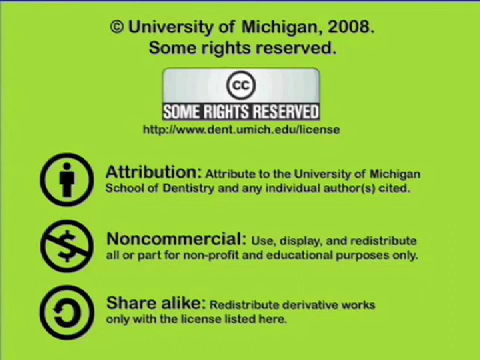 © University of Michigan, 2008.
Some rights reserved.
cc
SOME RIGHTS RESERVED
http://www.dent.umich.edu/license
Attribution: Attribute to the University of Michigan
School of Dentistry and any individual author(s) cited.
Noncommercial: Use, display, and redistribute
all or part for non-profit and educational purposes only.
Share alike: Redistribute derivative works
only with the license listed here.